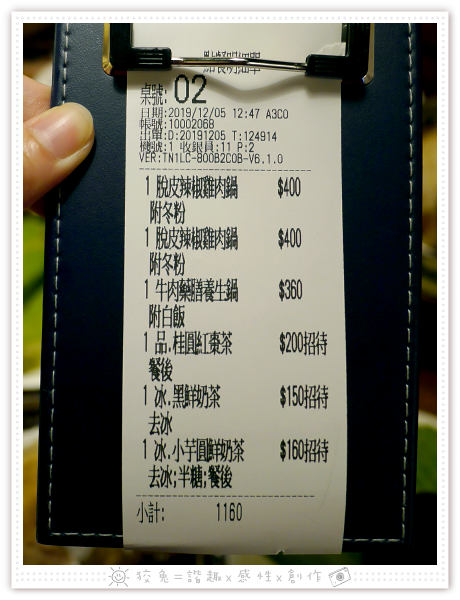 點餐明細單
桌號: 02
日期:2019/12/05 12:47 A3C0
帳號:10002068
出單:D:20191205 T:124914
機號:1 收銀員:11 P:2
VER:TN1LC-800B2C0B-V6.1.0
1 脫皮辣椒雞肉鍋 $400
附冬粉
1 脫皮辣椒雞肉鍋 $400
附冬粉
1 牛肉藥膳養生鍋 $360
附白飯
1 品.桂圓紅棗茶 $200招待
餐後
1 冰.黑鮮奶茶 $150招待
去冰
1 冰.小芋圓鮮奶茶 $160招待
去冰;半糖;餐後
小計: 1160
狡兔=諧趣x感性x創作